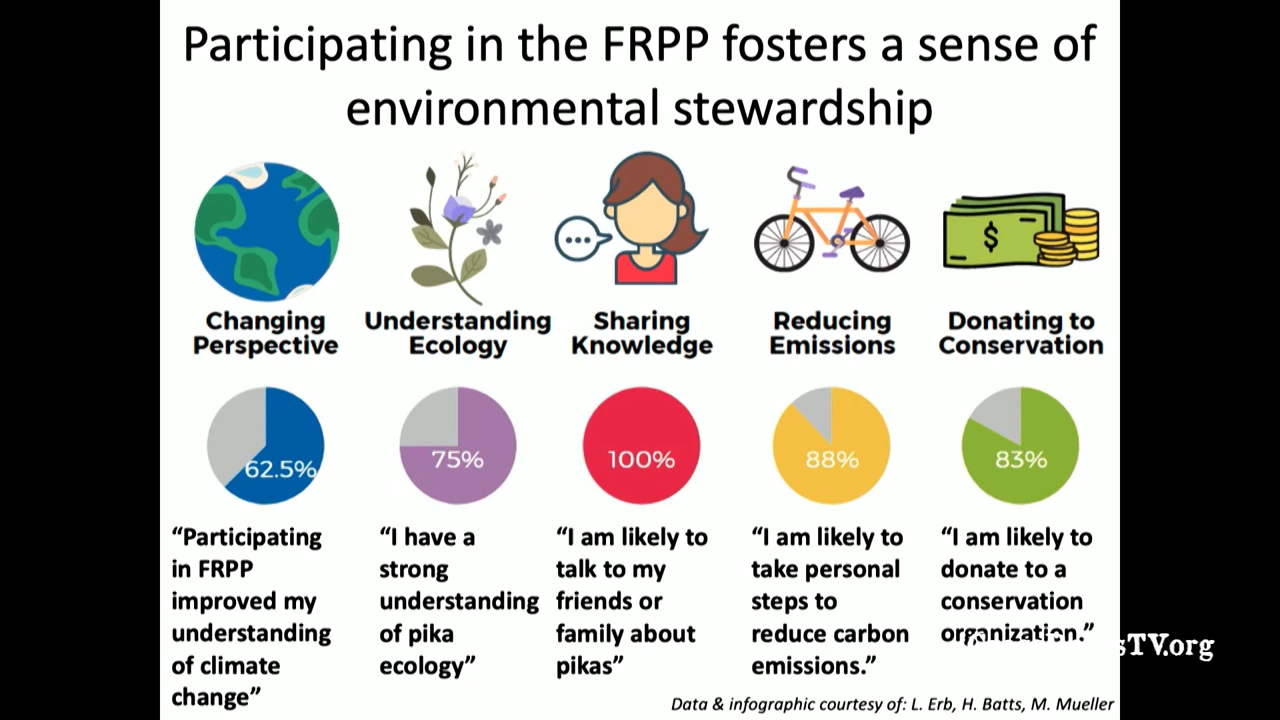 Participating in the FRPP fosters a sense of
environmental stewardship
$
Changing
Perspective
Understanding
Ecology
Sharing
Knowledge
Reducing
Emissions
Donating to
Conservation
62.5%
75%
100%
88%
83%
“Participating
in FRPP
improved my
understanding
of climate
change”
“I have a
strong
understanding
of pika
ecology”
“I am likely to
talk to my
friends or
family about
pikas”
“I am likely to
take personal
steps to
reduce carbon
emissions.”
“I am likely to
donate to a
conservation
organization.”
Data & infographic courtesy of: L. Erb, H. Batts, M. Mueller